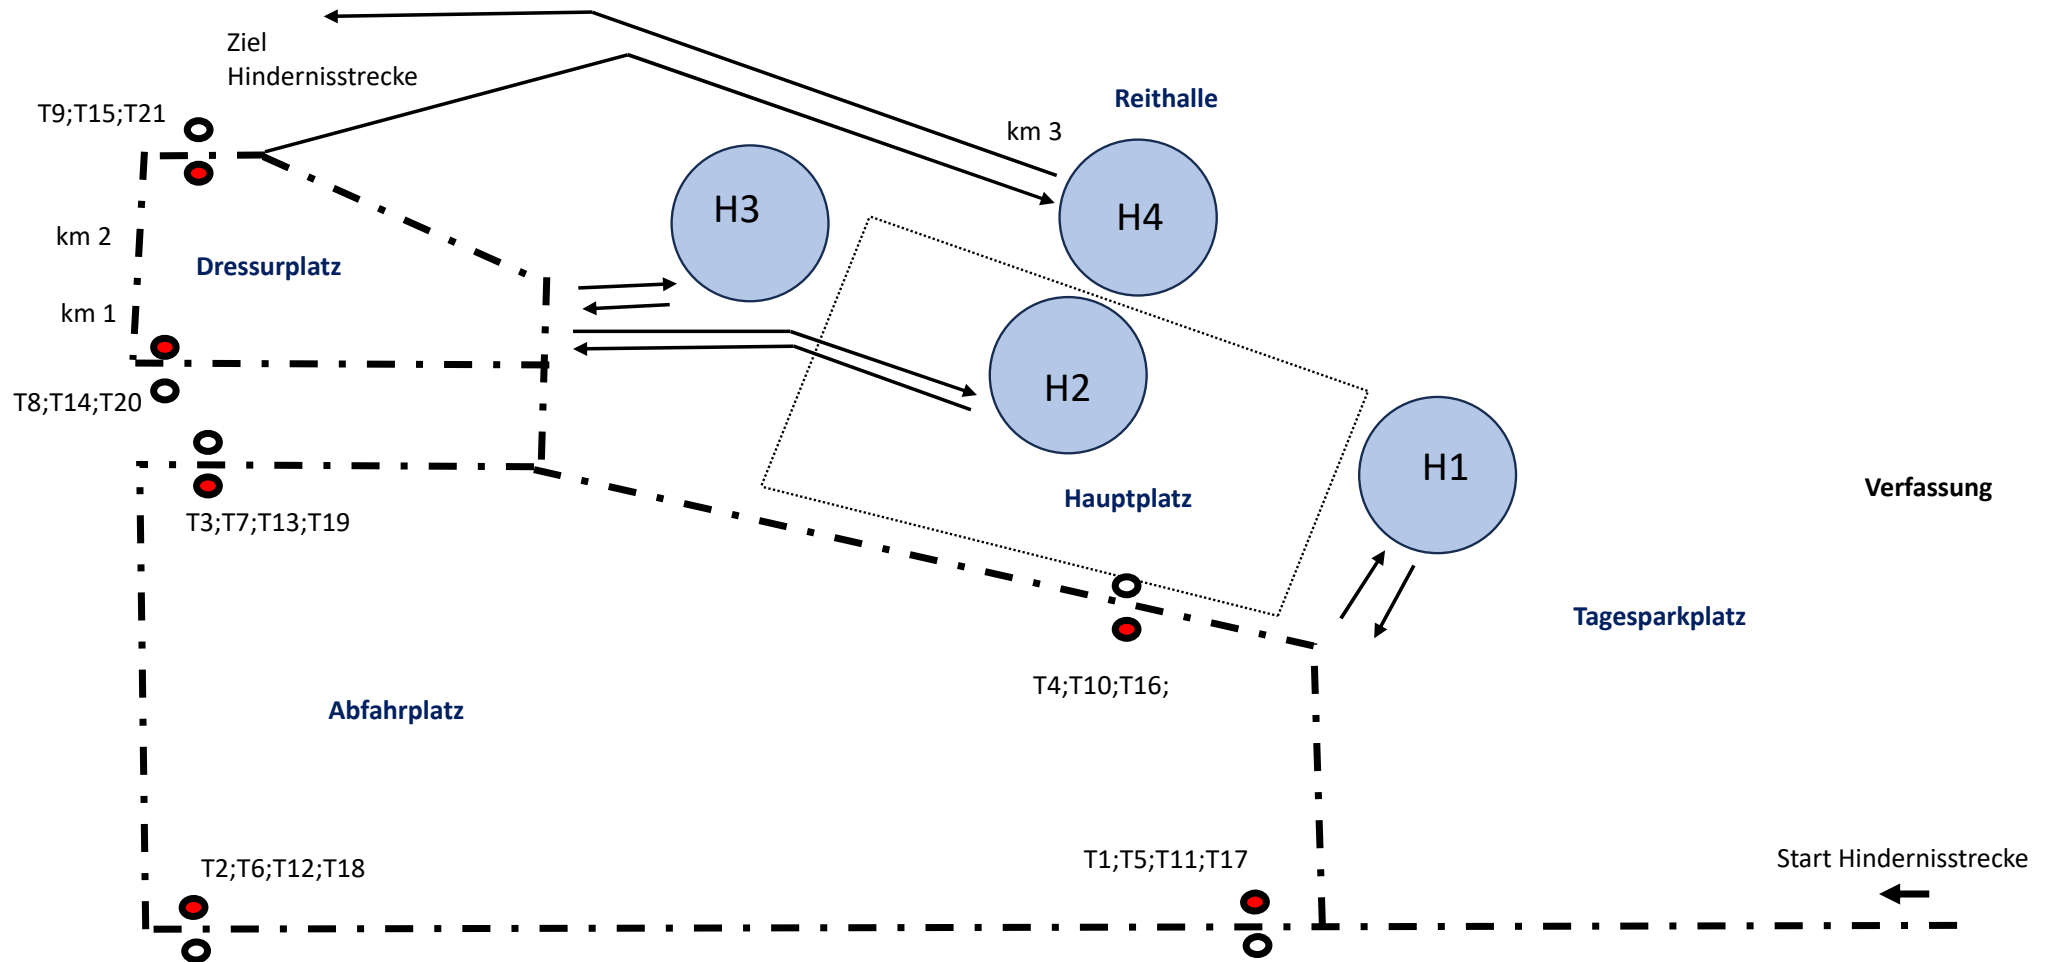 Ziel
Hindernisstrecke
Reithalle
T9;T15;T21
km 3
H3
H4
km 2
Dressurplatz
km 1
H2
T8;T14;T20
H1
Verfassung
Hauptplatz
T3;T7;T13;T19
Tagesparkplatz
T4;T10;T16;
Abfahrplatz
T2;T6;T12;T18
T1;T5;T11;T17
Start Hindernisstrecke